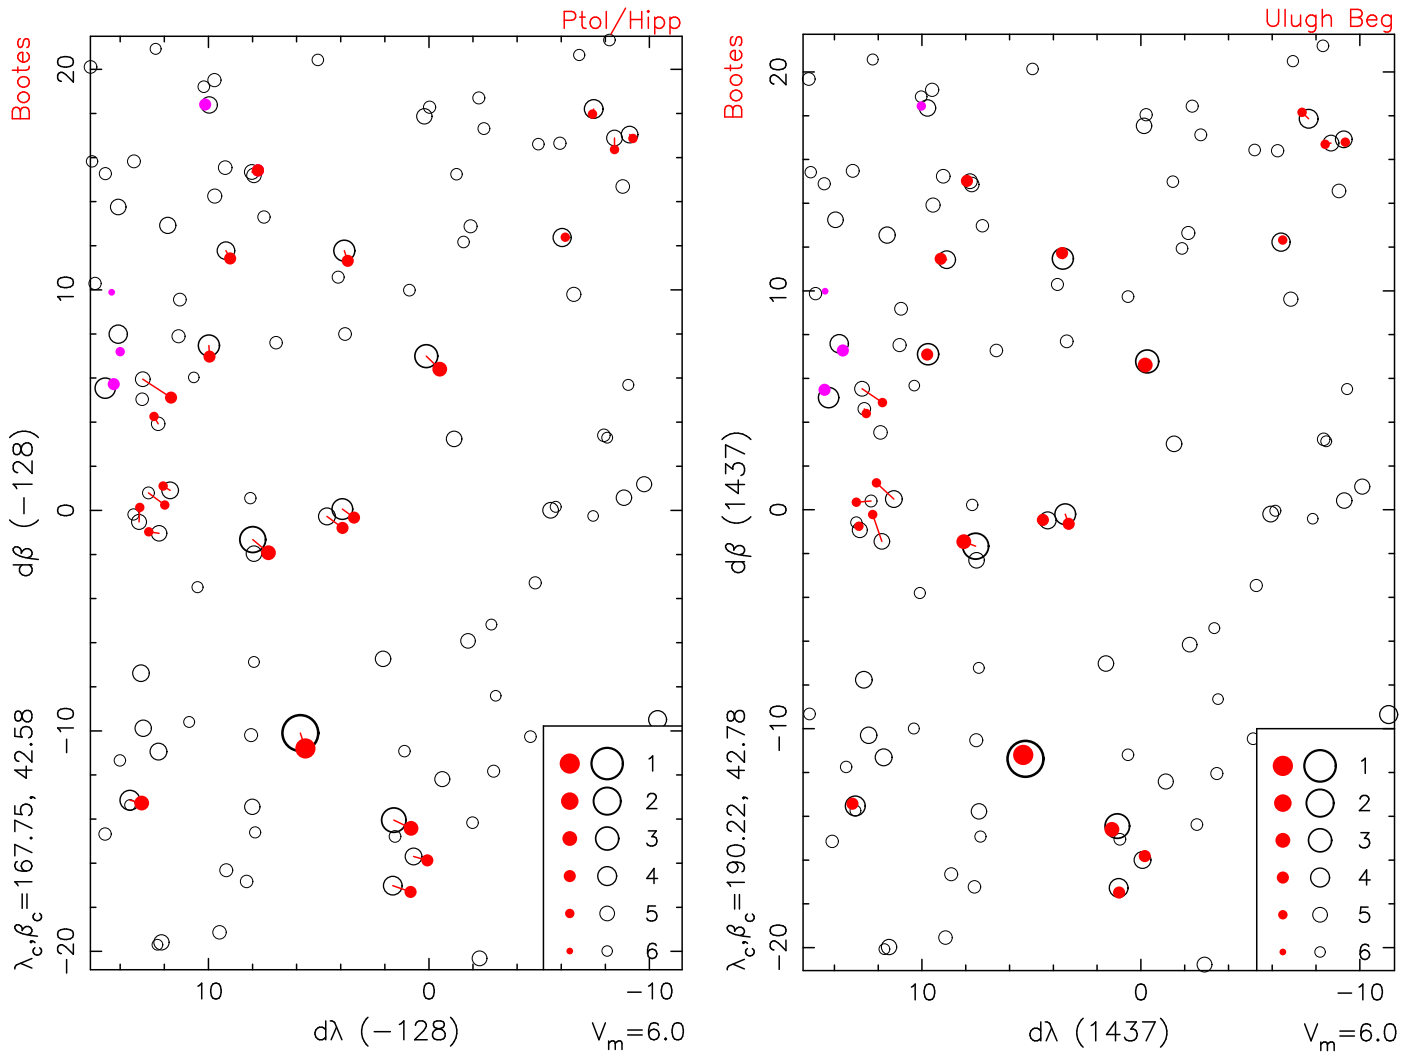 Ptol/Hipp
Bootes
20
10
0
-10
-20
dβ (-128)
λc,βc=167.75, 42.58
1
2
3
4
5
6
10
0
-10
dλ (-128)
Vm=6.0
Ulugh Beg
Bootes
20
10
0
-10
-20
dβ (1437)
λc,βc=190.22, 42.78
1
2
3
4
5
6
10
0
-10
dλ (1437)
Vm=6.0